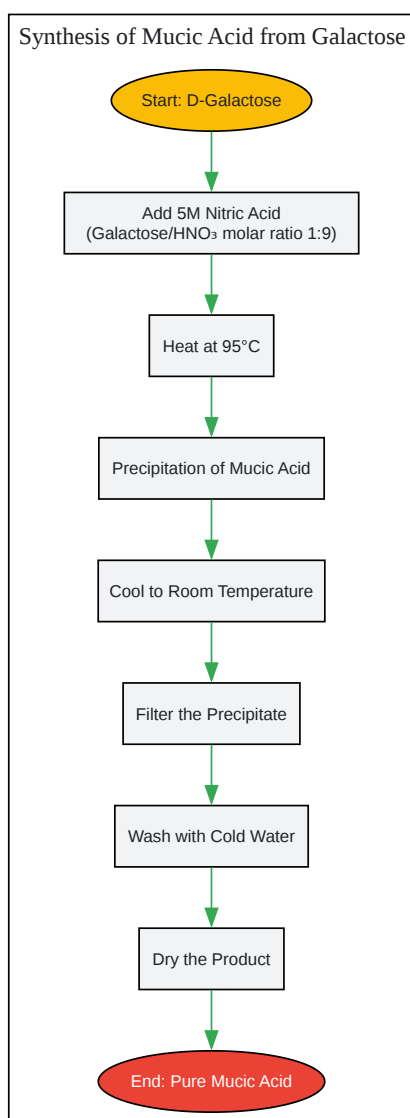 Synthesis of Mucic Acid from Galactose
Start: D-Galactose
Add 5M Nitric Acid
(Galactose/HNO₃ molar ratio 1:9)
Heat at 95°C
Precipitation of Mucic Acid
Cool to Room Temperature
Filter the Precipitate
Wash with Cold Water
Dry the Product
End: Pure Mucic Acid